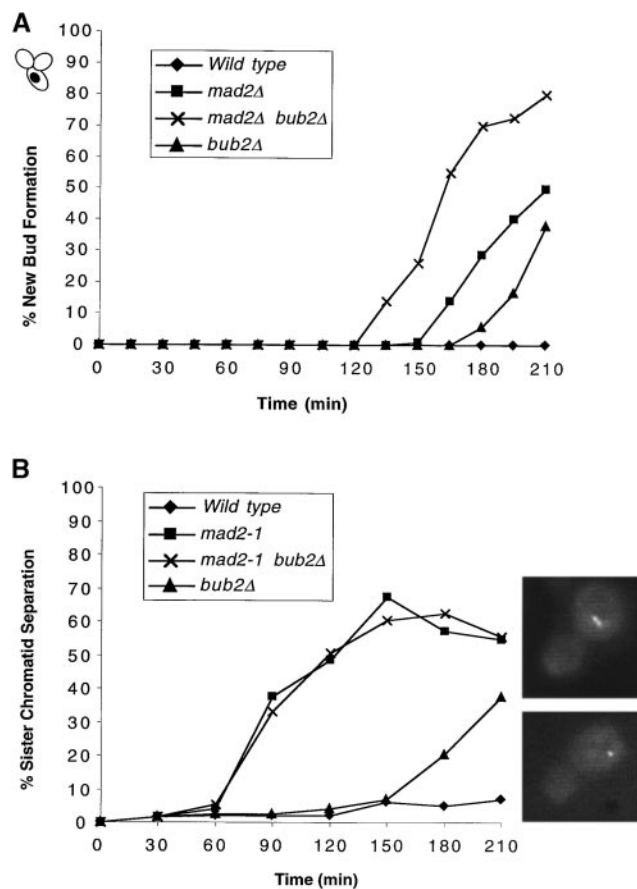 A
100
90
80
70
60
50
40
30
20
10
0
% New Bud Formation
Wild type
mad2Δ
mad2Δ bub2Δ
bub2Δ
0 30 60 90 120 150 180 210
Time (min)
B
100
90
80
70
60
50
40
30
20
10
0
% Sister Chromatid Separation
Wild type
mad2-1
mad2-1 bub2Δ
bub2Δ
0 30 60 90 120 150 180 210
Time (min)